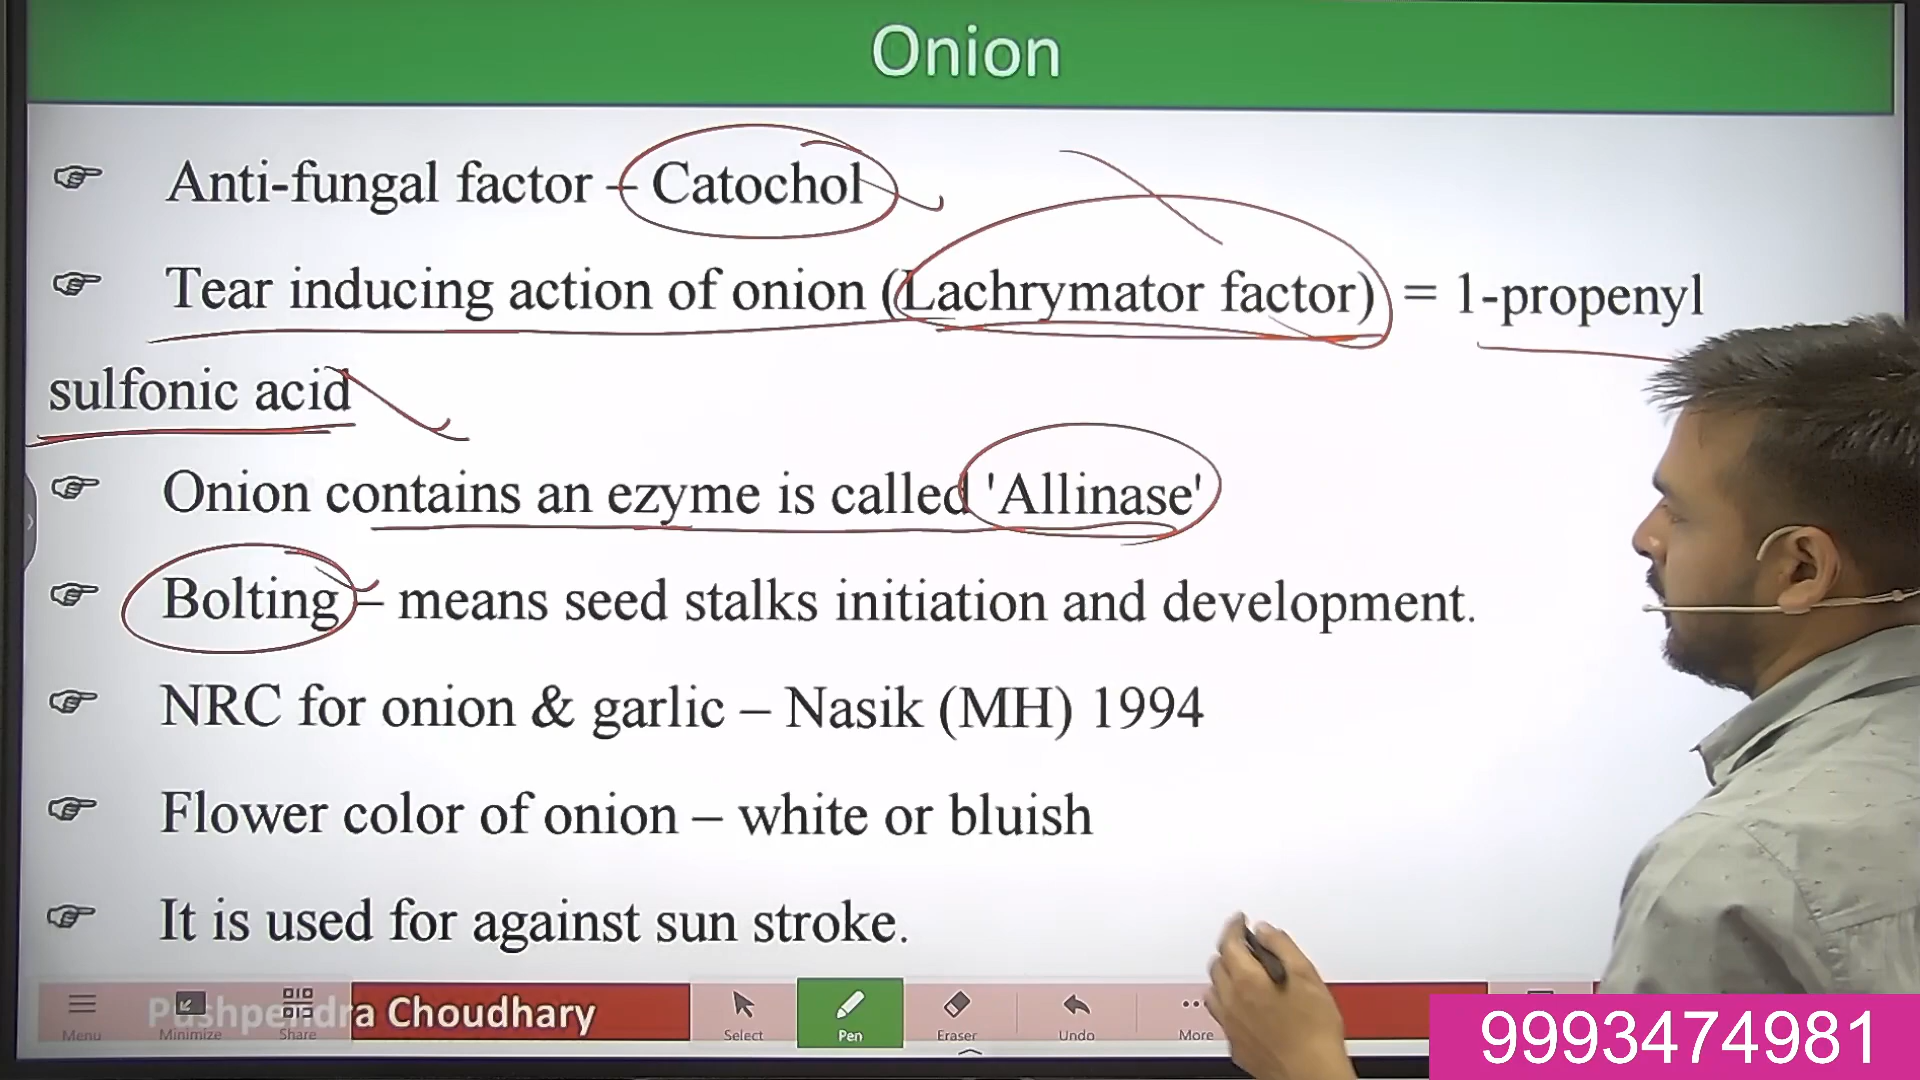 Onion
Anti-fungal factor – Catochol
Tear inducing action of onion (Lachrymator factor) = 1-propenyl
sulfonic acid
Onion contains an ezyme is called 'Allinase'
Bolting – means seed stalks initiation and development.
NRC for onion & garlic – Nasik (MH) 1994
Flower color of onion – white or bluish
It is used for against sun stroke.
Pushpendra Choudhary
Menu Minimize Share Select Pen Eraser Undo More
9993474981